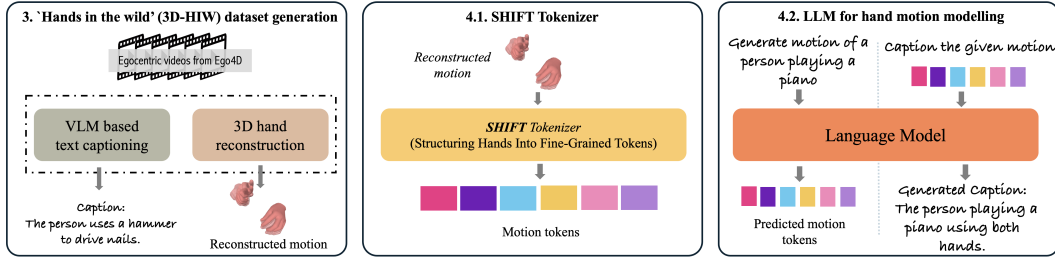 3. `Hands in the wild' (3D-HIW) dataset generation
Egocentric videos from Ego4D
VLM based
text captioning
3D hand
reconstruction
Caption:
The person uses a hammer
to drive nails.
Reconstructed motion
4.1. SHIFT Tokenizer
Reconstructed
motion
SHIFT Tokenizer
(Structuring Hands Into Fine-Grained Tokens)
Motion tokens
4.2. LLM for hand motion modelling
Generate motion of a
person playing a
piano
Caption the given motion
Language Model
Predicted motion
tokens
Generated Caption:
The person playing a
piano using both
hands.